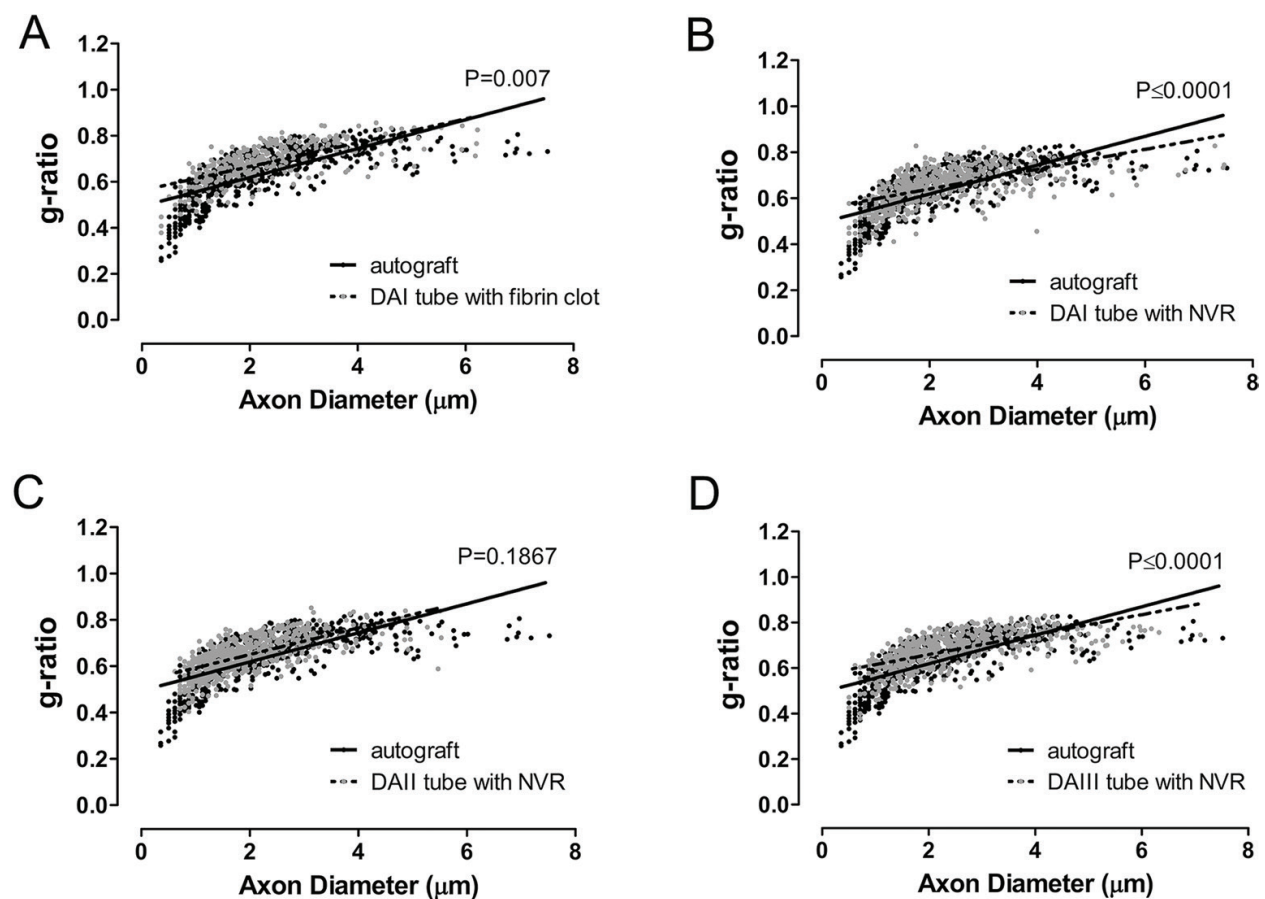 A
1.2
1.0
0.8
0.6
0.4
0.2
0.0
g-ratio
P=0.007
autograft
DAI tube with fibrin clot
0 2 4 6 8
Axon Diameter (μm)
B
1.2
1.0
0.8
0.6
0.4
0.2
0.0
g-ratio
P≤0.0001
autograft
DAI tube with NVR
0 2 4 6 8
Axon Diameter (μm)
C
1.2
1.0
0.8
0.6
0.4
0.2
0.0
g-ratio
P=0.1867
autograft
DAII tube with NVR
0 2 4 6 8
Axon Diameter (μm)
D
1.2
1.0
0.8
0.6
0.4
0.2
0.0
g-ratio
P≤0.0001
autograft
DAIII tube with NVR
0 2 4 6 8
Axon Diameter (μm)